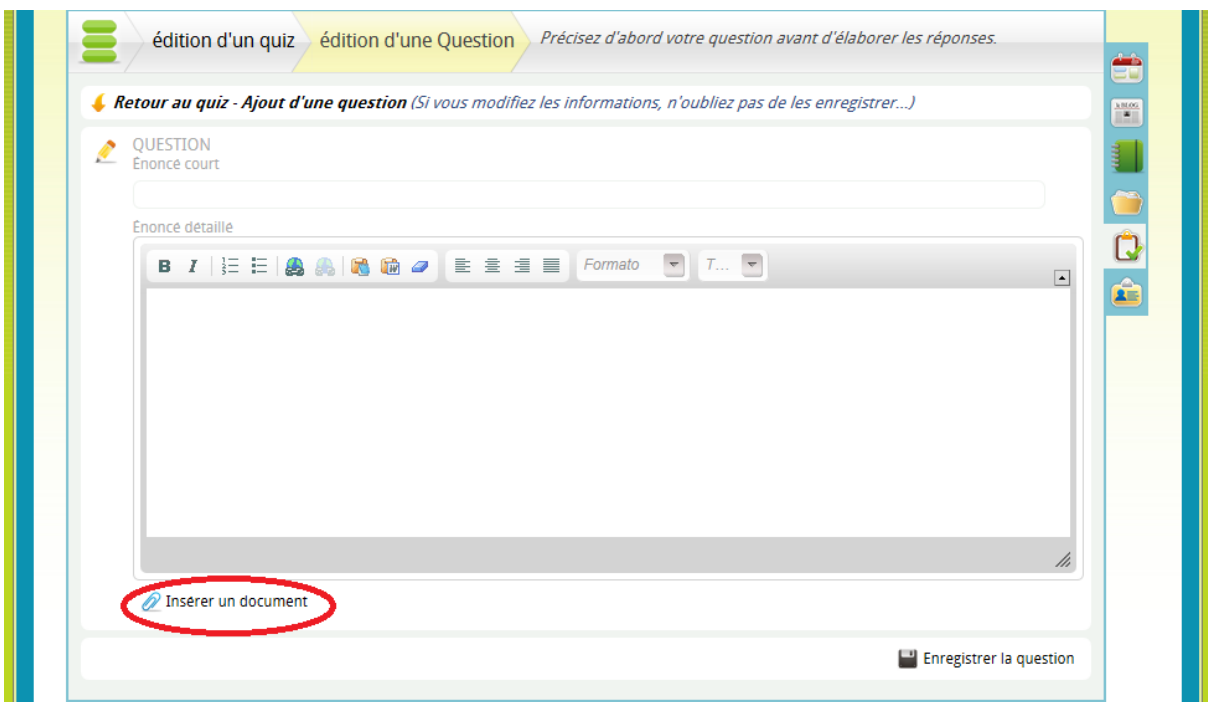 édition d'un quiz édition d'une Question Précisez d'abord votre question avant d'élaborer les réponses.
Retour au quiz - Ajout d'une question (Si vous modifiez les informations, n'oubliez pas de les enregistrer...)
QUESTION
Énoncé court
Énoncé détaillé
B I Formato T...
Insérer un document
Enregistrer la question